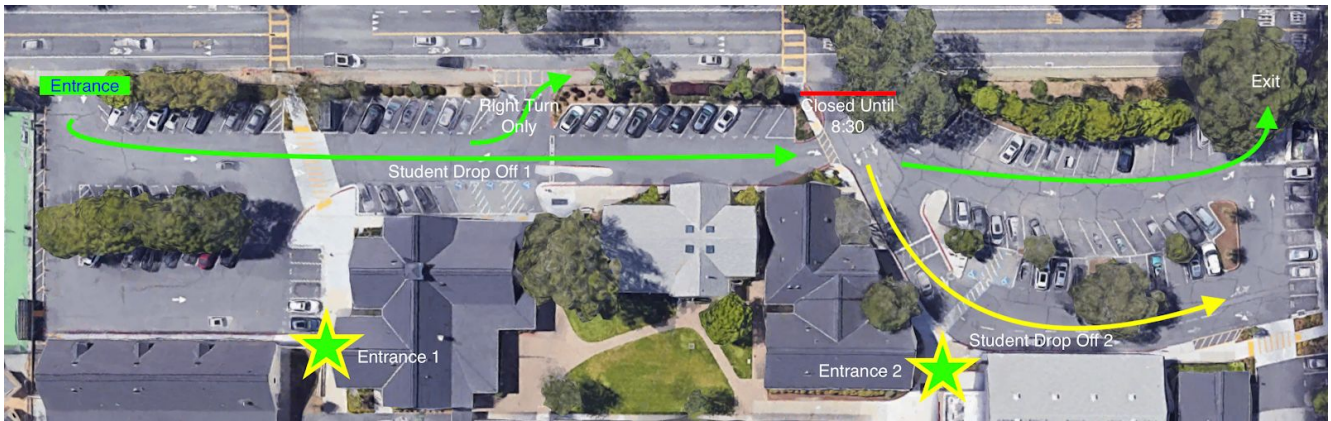 Entrance
Exit
Right Turn
Only
Closed Until
8:30
Student Drop Off 1
Student Drop Off 2
Entrance 1
Entrance 2